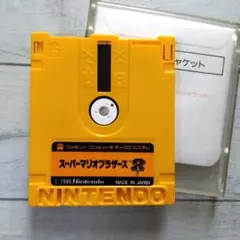 ファミリー コンピュータ ディスク システム
スーパーマリオブラザーズ2
© 1986 Nintendo
MADE IN JAPAN
NINTENDO
ャケット